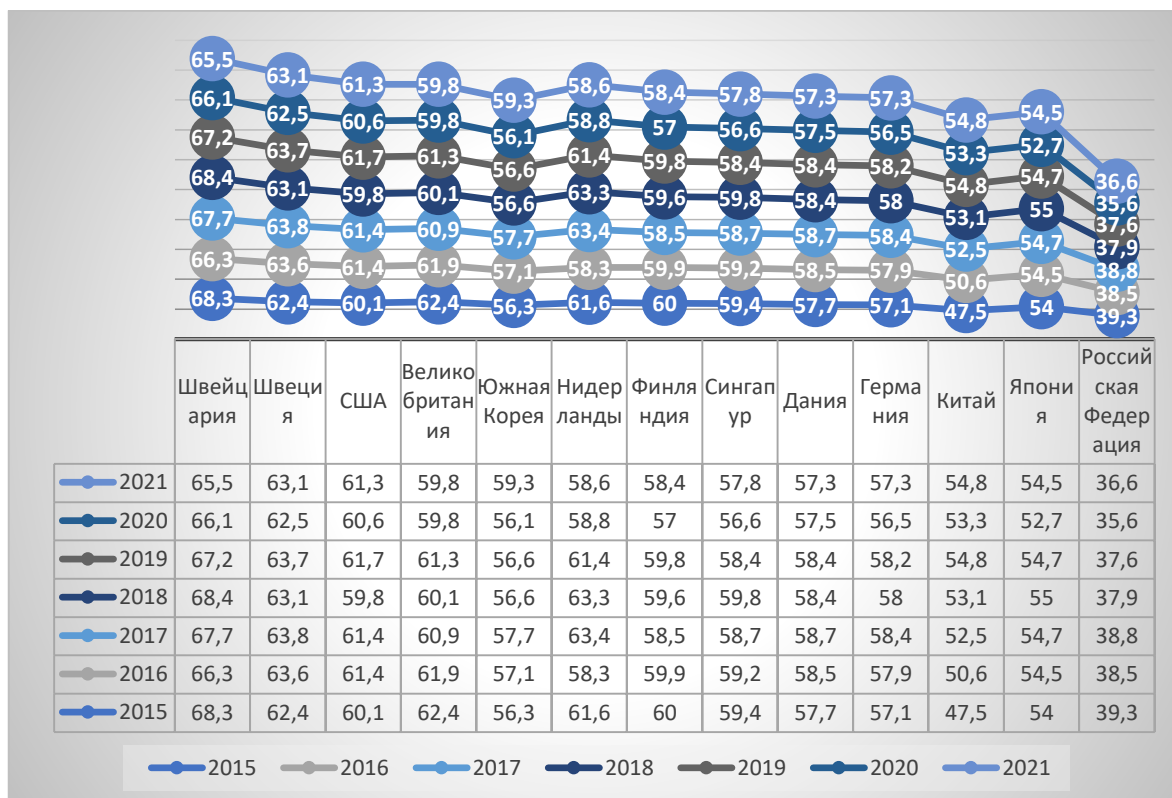 65,5 63,1 61,3 59,8 59,3 58,6 58,4 57,8 57,3 57,3 54,8 54,5 36,6
66,1 62,5 60,6 59,8 56,1 58,8 57 56,6 57,5 56,5 53,3 52,7 35,6
67,2 63,7 61,7 61,3 56,6 61,4 59,8 58,4 58,4 58,2 54,8 54,7 37,6
68,4 63,1 59,8 60,1 56,6 63,3 59,6 59,8 58,4 58 53,1 55 37,9
67,7 63,8 61,4 60,9 57,7 63,4 58,5 58,7 58,7 58,4 52,5 54,7 38,8
66,3 63,6 61,4 61,9 57,1 58,3 59,9 59,2 58,5 57,9 50,6 54,5 38,5
68,3 62,4 60,1 62,4 56,3 61,6 60 59,4 57,7 57,1 47,5 54 39,3
Швейц
ария
Швеци
я
США
Велико
британ
ия
Южная
Корея
Нидер
ланды
Финля
ндия
Сингап
ур
Дания
Герма
ния
Китай
Япони
я
Россий
ская
Федер
ация
2021 65,5 63,1 61,3 59,8 59,3 58,6 58,4 57,8 57,3 57,3 54,8 54,5 36,6
2020 66,1 62,5 60,6 59,8 56,1 58,8 57 56,6 57,5 56,5 53,3 52,7 35,6
2019 67,2 63,7 61,7 61,3 56,6 61,4 59,8 58,4 58,4 58,2 54,8 54,7 37,6
2018 68,4 63,1 59,8 60,1 56,6 63,3 59,6 59,8 58,4 58 53,1 55 37,9
2017 67,7 63,8 61,4 60,9 57,7 63,4 58,5 58,7 58,7 58,4 52,5 54,7 38,8
2016 66,3 63,6 61,4 61,9 57,1 58,3 59,9 59,2 58,5 57,9 50,6 54,5 38,5
2015 68,3 62,4 60,1 62,4 56,3 61,6 60 59,4 57,7 57,1 47,5 54 39,3
2015 2016 2017 2018 2019 2020 2021